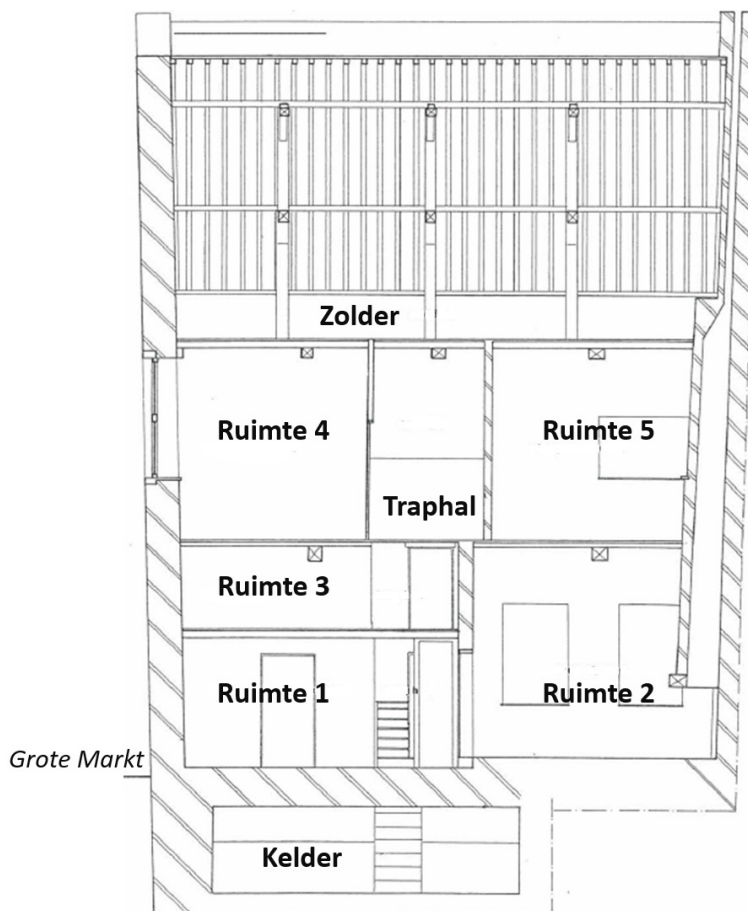 Zolder
Ruimte 4
Ruimte 5
Traphal
Ruimte 3
Ruimte 1
Ruimte 2
Grote Markt
Kelder